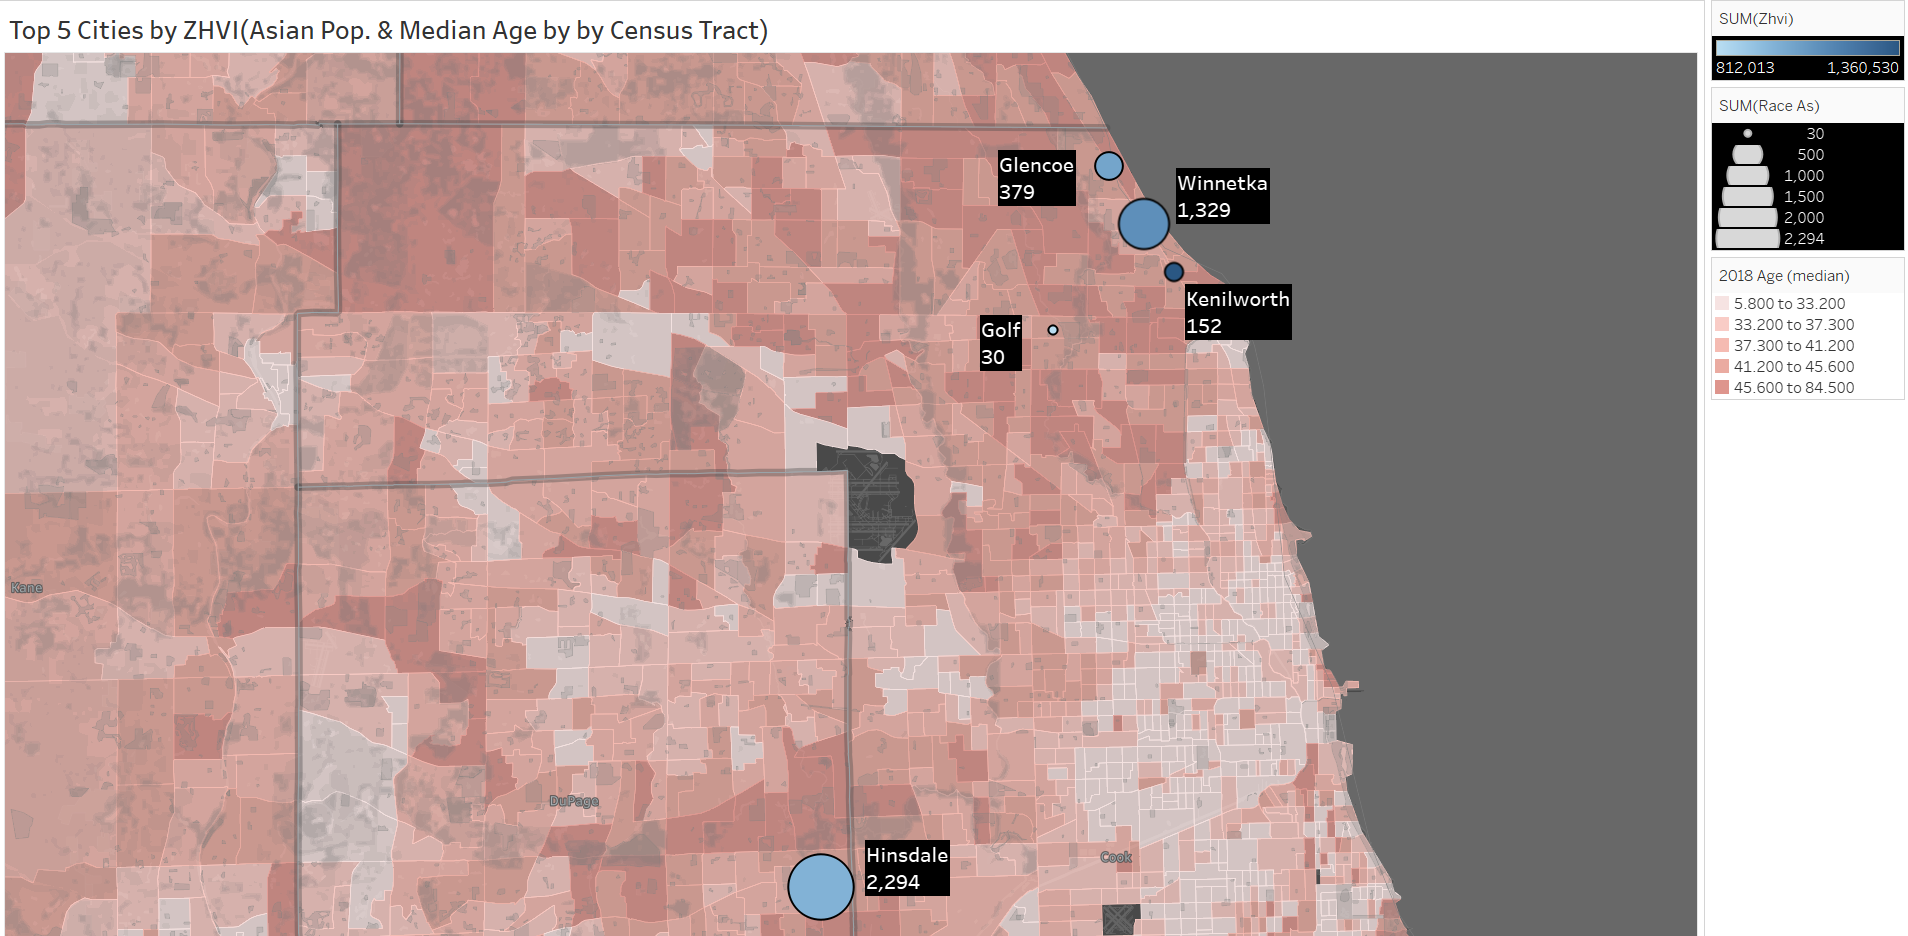 Top 5 Cities by ZHVI(Asian Pop. & Median Age by by Census Tract)
Glencoe
379
Winnetka
1,329
Kenilworth
152
Golf
30
Kane
DuPage
Cook
Hinsdale
2,294
SUM(Zhvi)
812,013 1,360,530
SUM(Race As)
30
500
1,000
1,500
2,000
2,294
2018 Age (median)
5.800 to 33.200
33.200 to 37.300
37.300 to 41.200
41.200 to 45.600
45.600 to 84.500